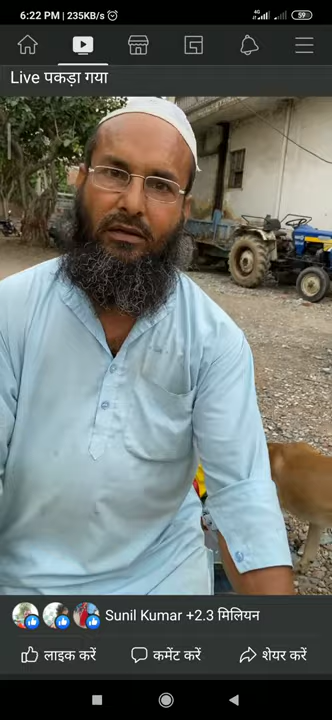 6:22 PM | 235KB/s
4G
59
Live पकड़ा गया
Sunil Kumar +2.3 मिलियन
लाइक करें
कमेंट करें
शेयर करें